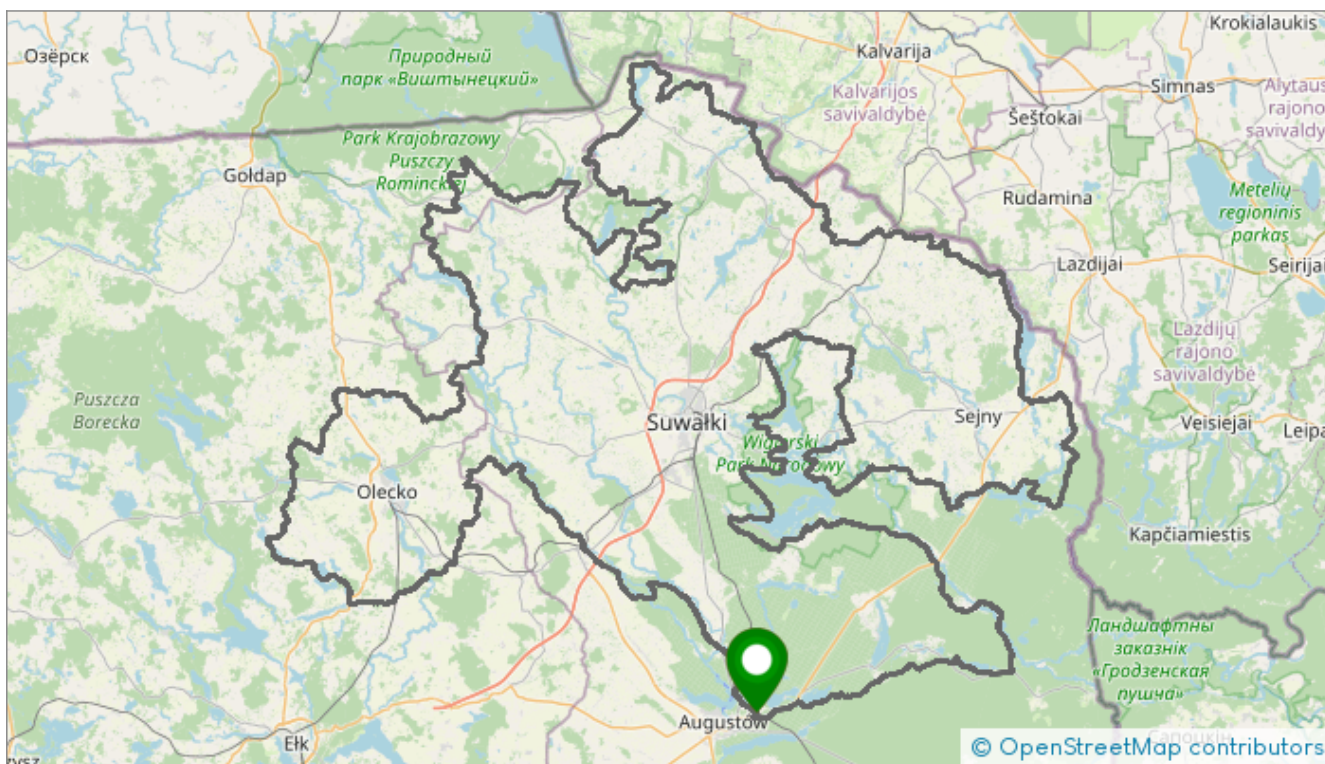 Krokialaukis
Озёрск
Природный
парк «Виштынецкий»
Kalvarija
Simnas
Alytaus
rajono
savivaldy
Kalvarijos
savivaldybė
Šeštokai
Park Krajobrazowy
Puszczy
Rominckiej
Gołdap
Rudamina
Metelių
regioninis
parkas
Lazdijai
Seirijai
Lazdijų
rajono
savivaldybė
Puszcza
Borecka
Suwałki
Sejny
Veisiejai
Leipa
Wigierski
Park Narodowy
Olecko
Kapčiamiestis
Ландшафтны
заказнік
«Гродзенская
пушча»
Augustów
Ełk
© OpenStreetMap contributors